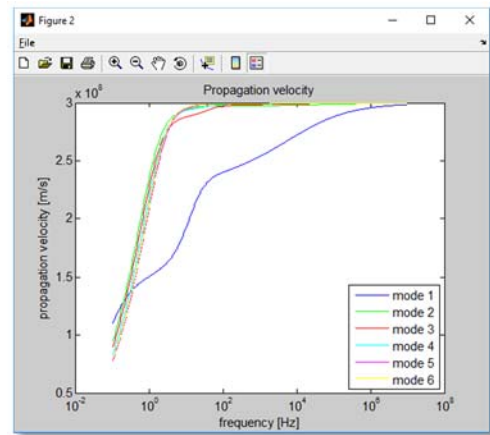 Figure 2
File
Propagation velocity
x 10^8
3
2.5
2
1.5
1
0.5
propagation velocity [m/s]
10^-2
10^0
10^2
10^4
10^6
10^8
frequency [Hz]
mode 1
mode 2
mode 3
mode 4
mode 5
mode 6